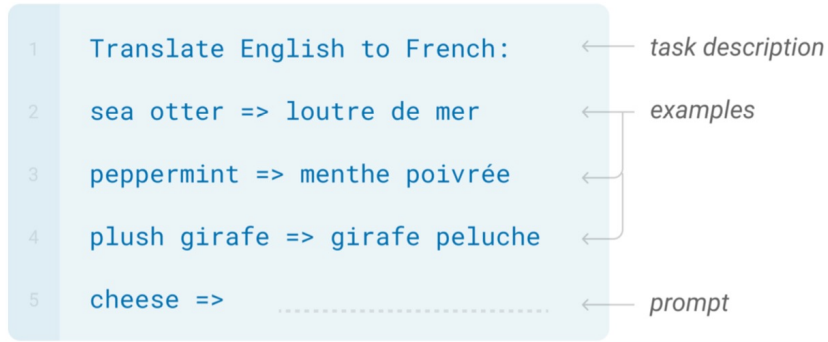 1 Translate English to French: task description
2 sea otter => loutre de mer examples
3 peppermint => menthe poivrée
4 plush girafe => girafe peluche
5 cheese => prompt